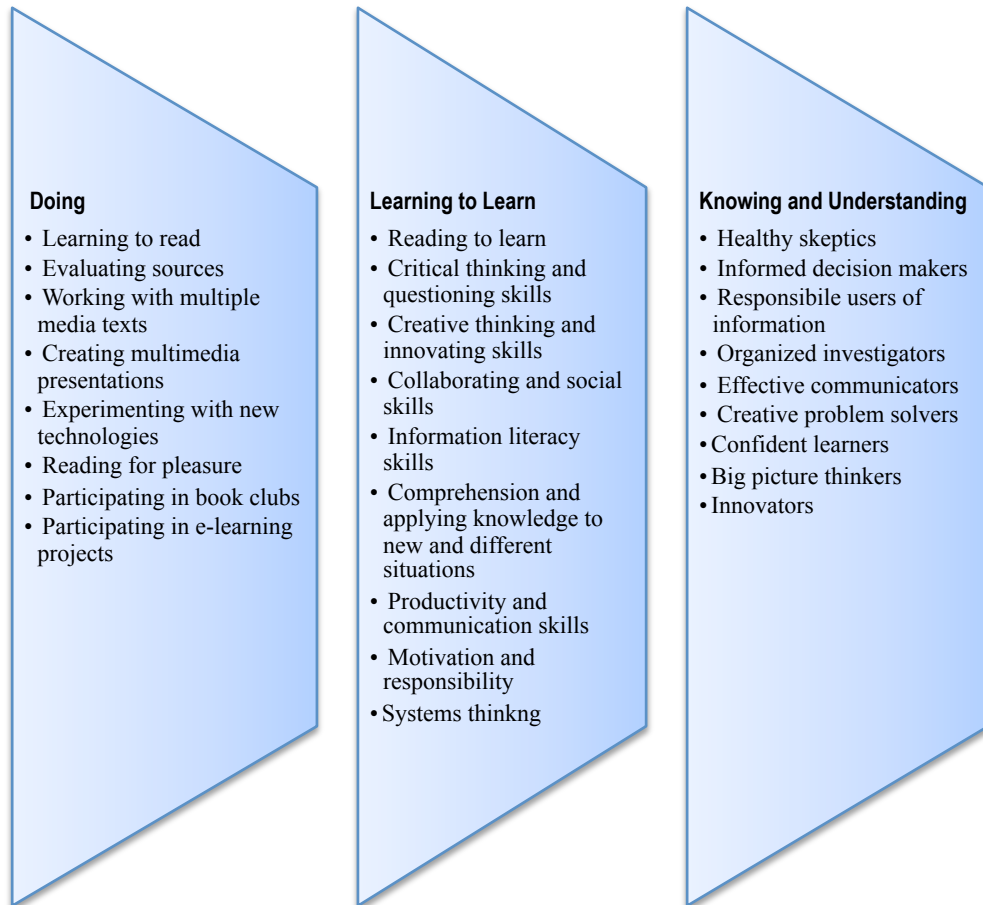 Doing
• Learning to read
• Evaluating sources
• Working with multiple
media texts
• Creating multimedia
presentations
• Experimenting with new
technologies
• Reading for pleasure
• Participating in book clubs
• Participating in e-learning
projects
Learning to Learn
• Reading to learn
• Critical thinking and
questioning skills
• Creative thinking and
innovating skills
• Collaborating and social
skills
• Information literacy
skills
• Comprehension and
applying knowledge to
new and different
situations
• Productivity and
communication skills
• Motivation and
responsibility
• Systems thinkng
Knowing and Understanding
• Healthy skeptics
• Informed decision makers
• Responsibile users of
information
• Organized investigators
• Effective communicators
• Creative problem solvers
• Confident learners
• Big picture thinkers
• Innovators